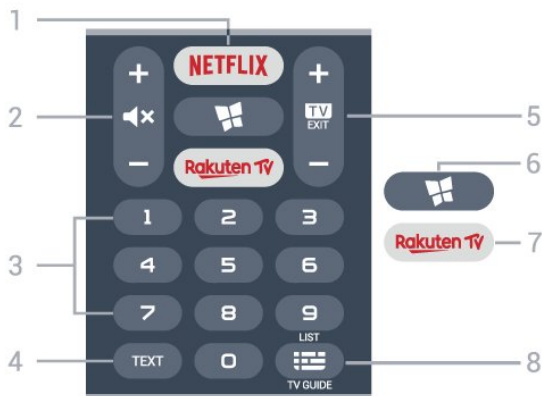 1
NETFLIX
+ +
2
TV
EXIT
5
− −
6
Rakuten TV
1 2 3
Rakuten TV
7
3
4 5 6
7 8 9
LIST
4
TEXT 0
8
TV GUIDE